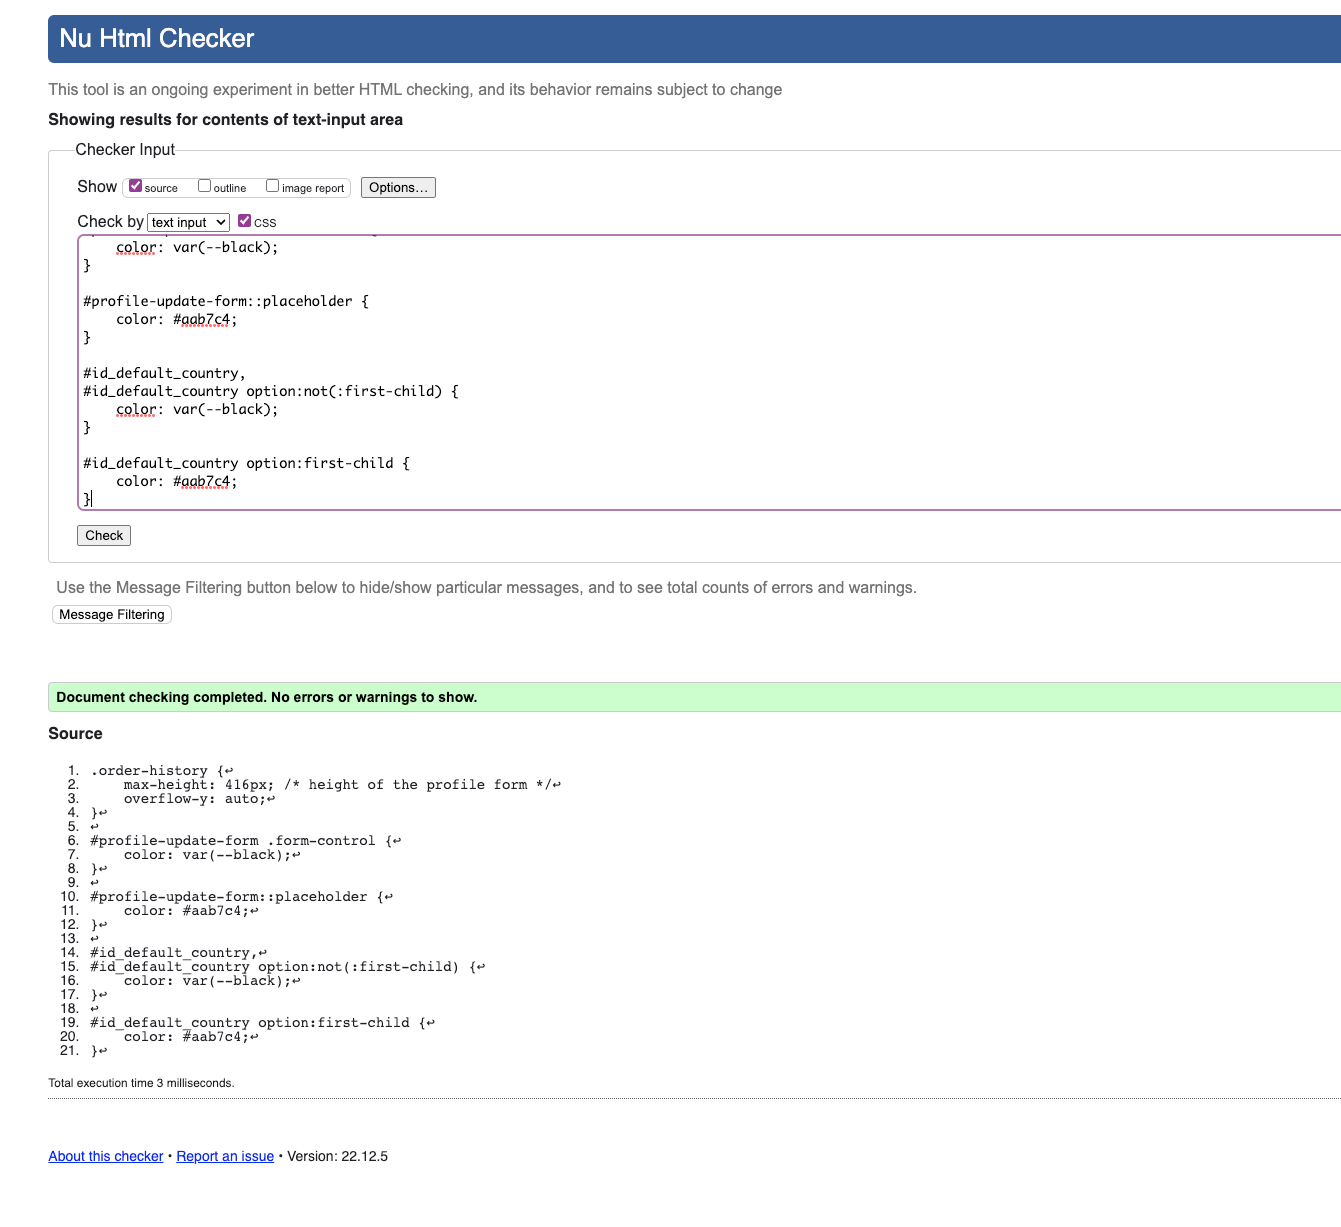 Nu Html Checker
This tool is an ongoing experiment in better HTML checking, and its behavior remains subject to change
Showing results for contents of text-input area
Checker Input
Show source outline image report Options...
Check by text input CSS
    color: var(--black);
}

#profile-update-form::placeholder {
    color: #aab7c4;
}

#id_default_country,
#id_default_country option:not(:first-child) {
    color: var(--black);
}

#id_default_country option:first-child {
    color: #aab7c4;
}
Check
Use the Message Filtering button below to hide/show particular messages, and to see total counts of errors and warnings.
Message Filtering
Document checking completed. No errors or warnings to show.
Source
1. .order-history {↩
2.     max-height: 416px; /* height of the profile form */↩
3.     overflow-y: auto;↩
4. }↩
5. ↩
6. #profile-update-form .form-control {↩
7.     color: var(--black);↩
8. }↩
9. ↩
10. #profile-update-form::placeholder {↩
11.     color: #aab7c4;↩
12. }↩
13. ↩
14. #id_default_country,↩
15. #id_default_country option:not(:first-child) {↩
16.     color: var(--black);↩
17. }↩
18. ↩
19. #id_default_country option:first-child {↩
20.     color: #aab7c4;↩
21. }↩
Total execution time 3 milliseconds.
About this checker • Report an issue • Version: 22.12.5